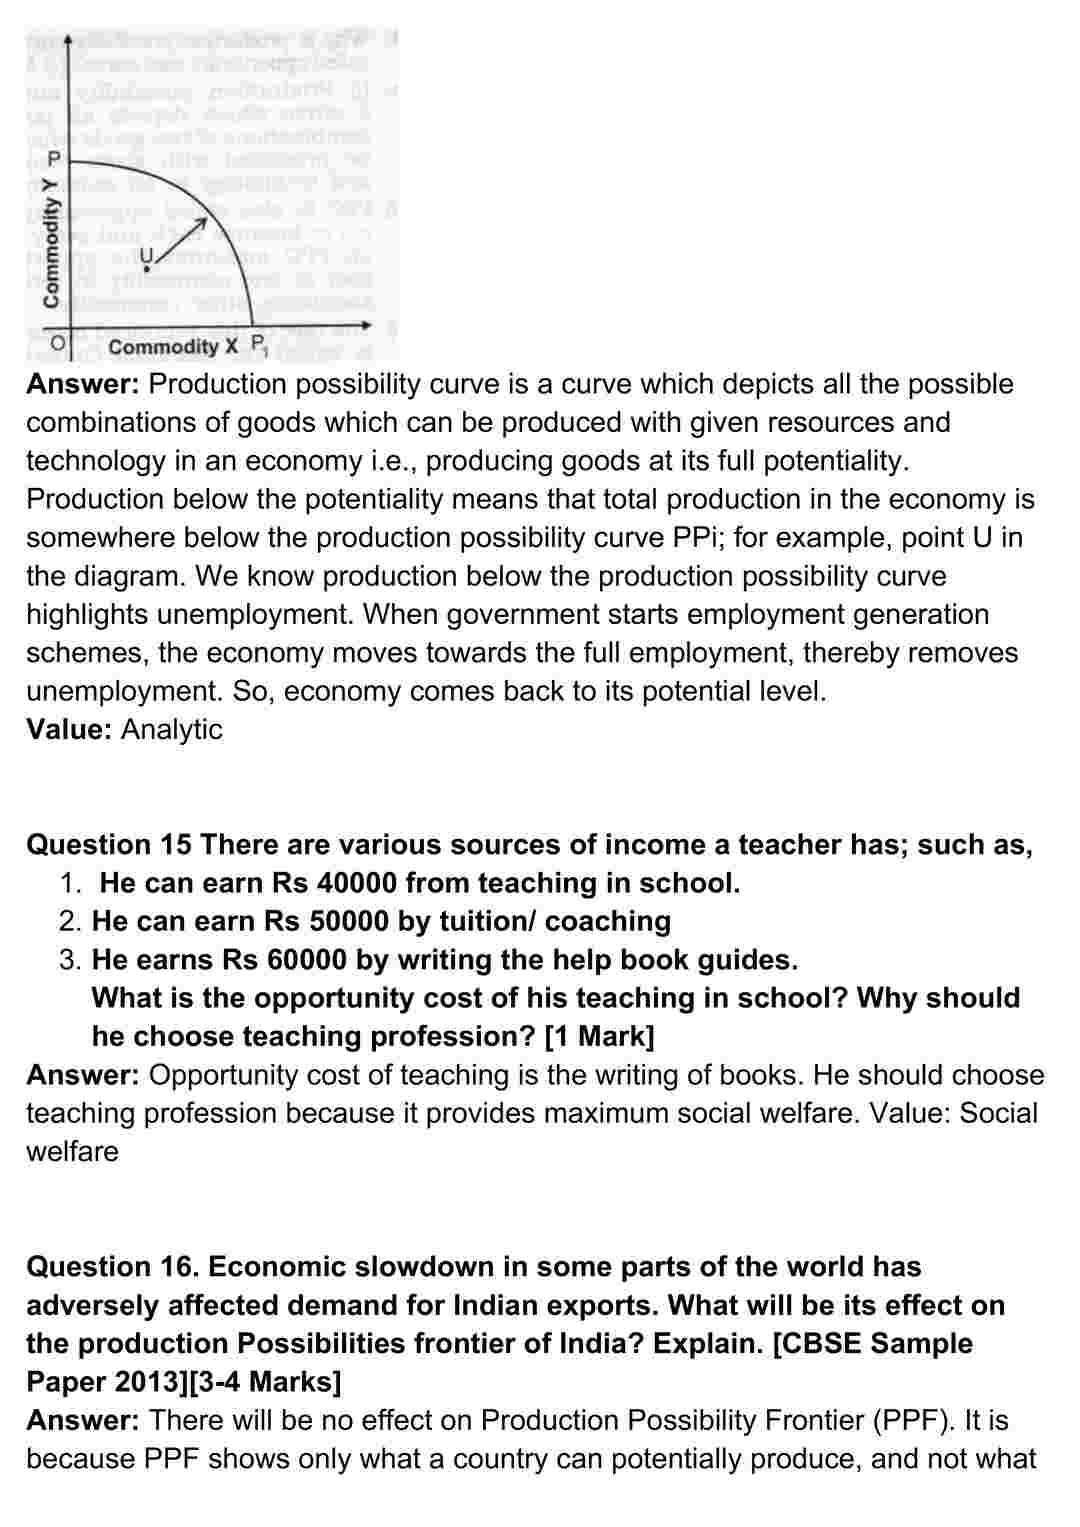 P
Commodity Y
U
O
Commodity X P1
Answer: Production possibility curve is a curve which depicts all the possible
combinations of goods which can be produced with given resources and
technology in an economy i.e., producing goods at its full potentiality.
Production below the potentiality means that total production in the economy is
somewhere below the production possibility curve PPi; for example, point U in
the diagram. We know production below the production possibility curve
highlights unemployment. When government starts employment generation
schemes, the economy moves towards the full employment, thereby removes
unemployment. So, economy comes back to its potential level.
Value: Analytic
Question 15 There are various sources of income a teacher has; such as,
1. He can earn Rs 40000 from teaching in school.
2. He can earn Rs 50000 by tuition/ coaching
3. He earns Rs 60000 by writing the help book guides.
What is the opportunity cost of his teaching in school? Why should
he choose teaching profession? [1 Mark]
Answer: Opportunity cost of teaching is the writing of books. He should choose
teaching profession because it provides maximum social welfare. Value: Social
welfare
Question 16. Economic slowdown in some parts of the world has
adversely affected demand for Indian exports. What will be its effect on
the production Possibilities frontier of India? Explain. [CBSE Sample
Paper 2013][3-4 Marks]
Answer: There will be no effect on Production Possibility Frontier (PPF). It is
because PPF shows only what a country can potentially produce, and not what